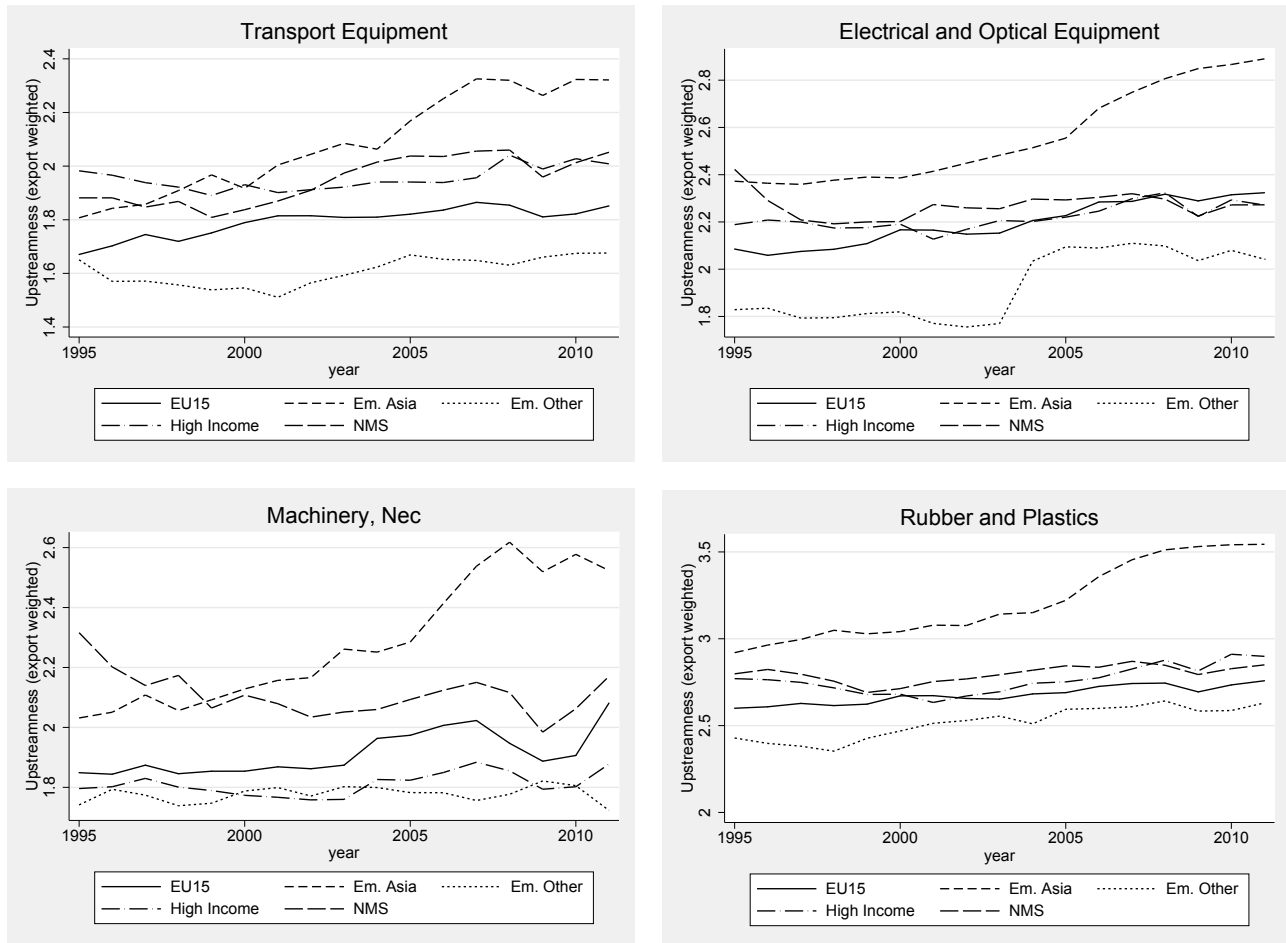 Transport Equipment
Upstreamness (export weighted)
2.4
2.2
2
1.8
1.6
1.4
1995 2000 2005 2010
year
EU15 Em. Asia Em. Other
High Income NMS
Electrical and Optical Equipment
Upstreamness (export weighted)
2.8
2.6
2.4
2.2
2
1.8
1995 2000 2005 2010
year
EU15 Em. Asia Em. Other
High Income NMS
Machinery, Nec
Upstreamness (export weighted)
2.6
2.4
2.2
2
1.8
1995 2000 2005 2010
year
EU15 Em. Asia Em. Other
High Income NMS
Rubber and Plastics
Upstreamness (export weighted)
3.5
3
2.5
2
1995 2000 2005 2010
year
EU15 Em. Asia Em. Other
High Income NMS